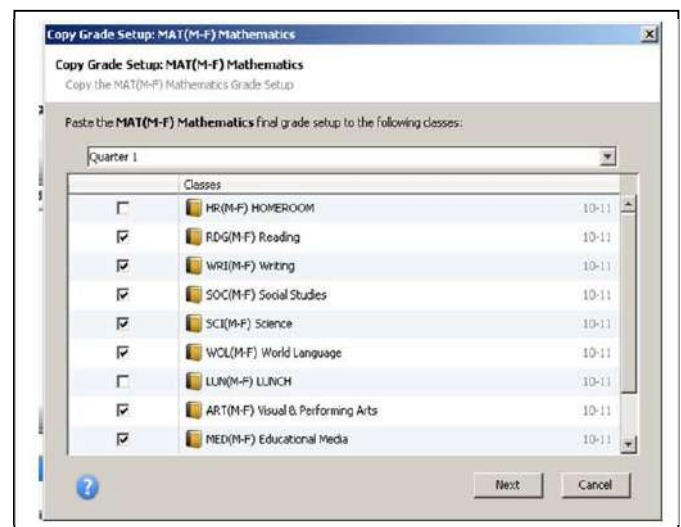 Copy Grade Setup: MAT(M-F) Mathematics
Copy Grade Setup: MAT(M-F) Mathematics
Copy the MAT(M-F) Mathematics Grade Setup
Paste the MAT(M-F) Mathematics final grade setup to the following classes:
Quarter 1
Classes
HR(M-F) HOMEROOM 10-11
RDG(M-F) Reading 10-11
WRI(M-F) Writing 10-11
SOC(M-F) Social Studies 10-11
SCI(M-F) Science 10-11
WOL(M-F) World Language 10-11
LUN(M-F) LUNCH 10-11
ART(M-F) Visual & Performing Arts 10-11
MED(M-F) Educational Media 10-11
Next Cancel